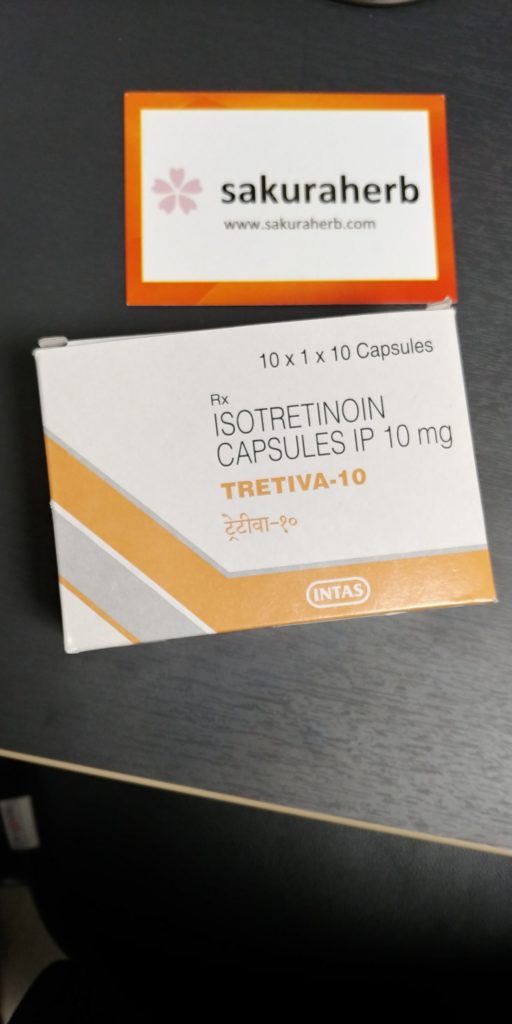 sakuraherb
www.sakuraherb.com
10 x 1 x 10 Capsules
Rx
ISOTRETINOIN
CAPSULES IP 10 mg
TRETIVA-10
ट्रेटीवा-१०
INTAS